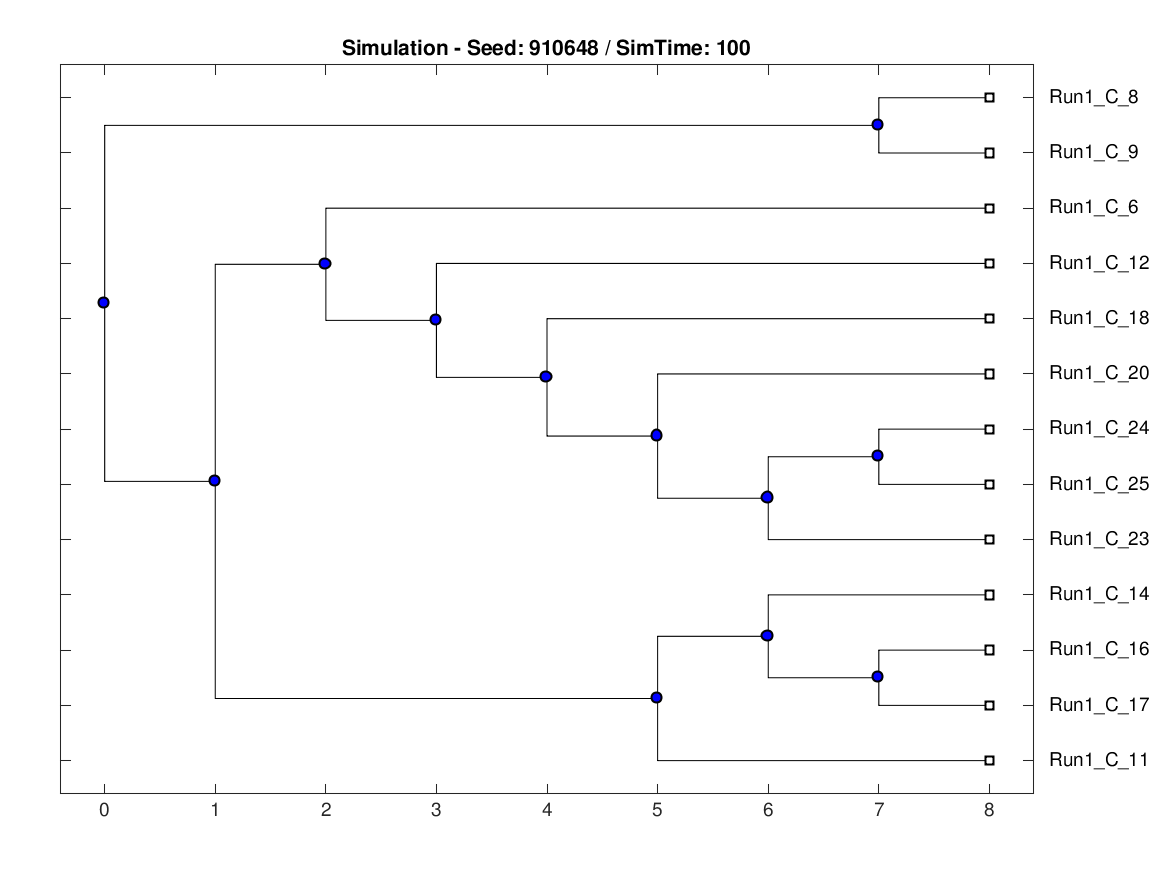 Simulation - Seed: 910648 / SimTime: 100
Run1_C_8
Run1_C_9
Run1_C_6
Run1_C_12
Run1_C_18
Run1_C_20
Run1_C_24
Run1_C_25
Run1_C_23
Run1_C_14
Run1_C_16
Run1_C_17
Run1_C_11
0 1 2 3 4 5 6 7 8